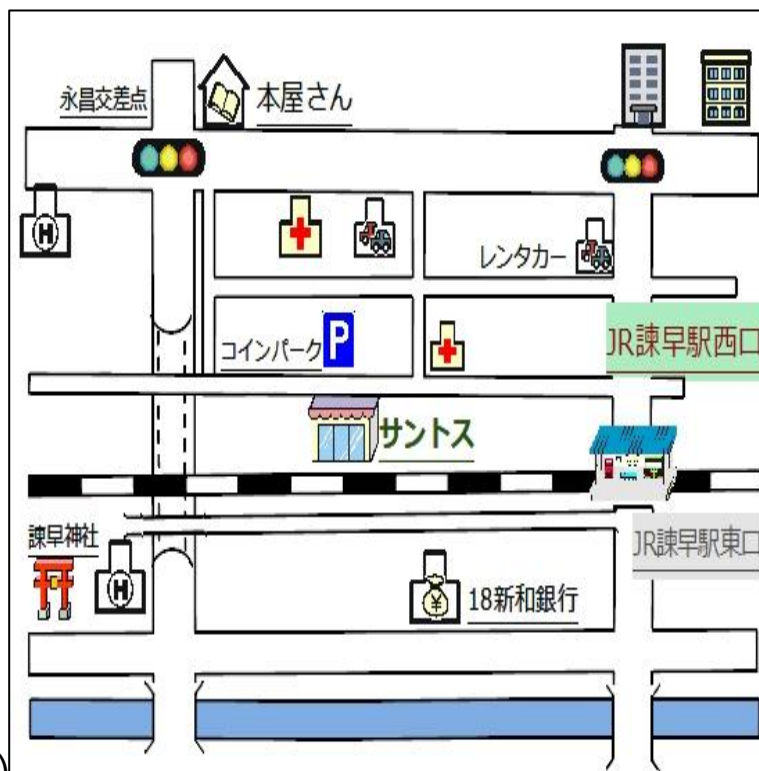 永昌交差点
本屋さん
H
レンタカー
コインパーク
P
JR諫早駅西口
サントス
諫早神社
H
JR諫早駅東口
¥
18新和銀行
)